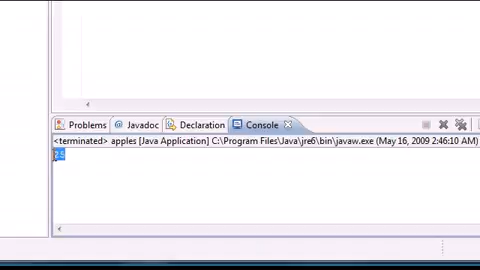 Problems @ Javadoc Declaration Console
<terminated> apples [Java Application] C:\Program Files\Java\jre6\bin\javaw.exe (May 16, 2009 2:46:10 AM)
25